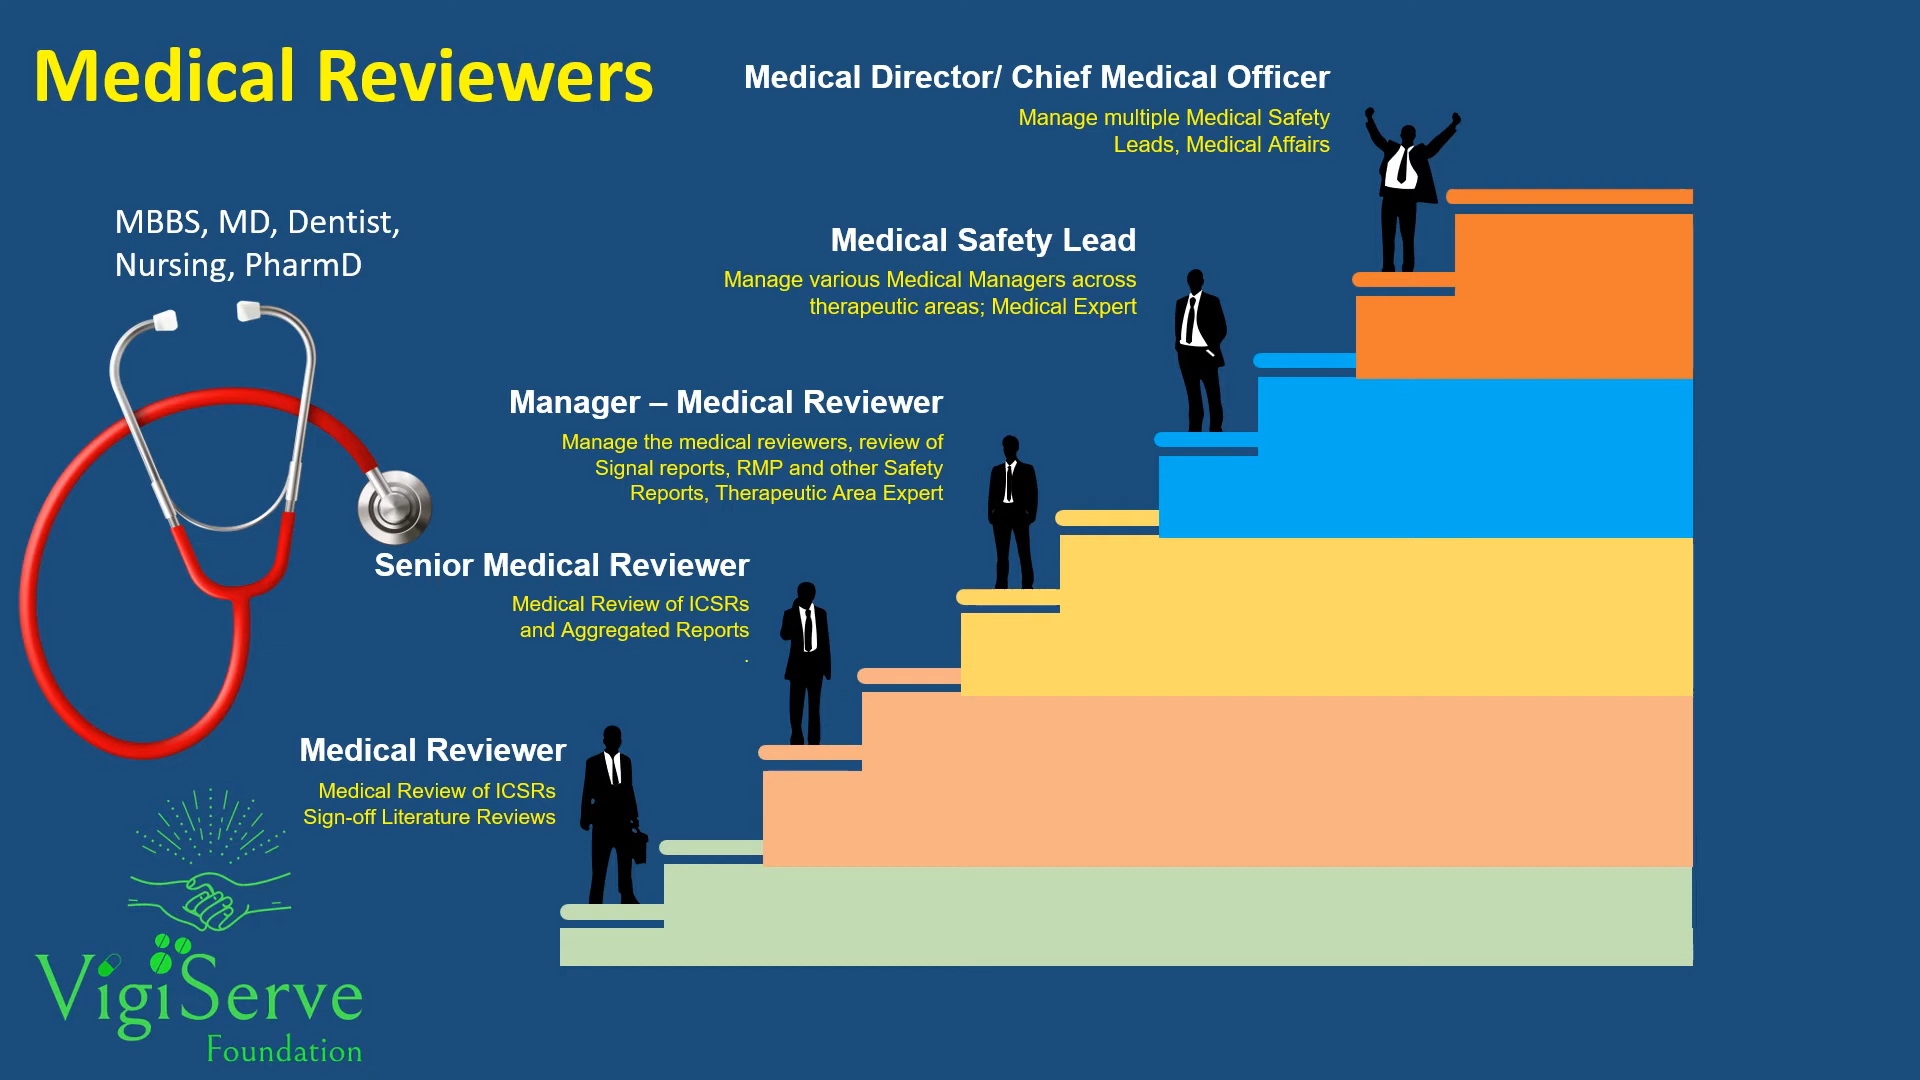 Medical Reviewers
MBBS, MD, Dentist,
Nursing, PharmD
Medical Director/ Chief Medical Officer
Manage multiple Medical Safety
Leads, Medical Affairs
Medical Safety Lead
Manage various Medical Managers across
therapeutic areas; Medical Expert
Manager – Medical Reviewer
Manage the medical reviewers, review of
Signal reports, RMP and other Safety
Reports, Therapeutic Area Expert
Senior Medical Reviewer
Medical Review of ICSRs
and Aggregated Reports
.
Medical Reviewer
Medical Review of ICSRs
Sign-off Literature Reviews
VigiServe
Foundation